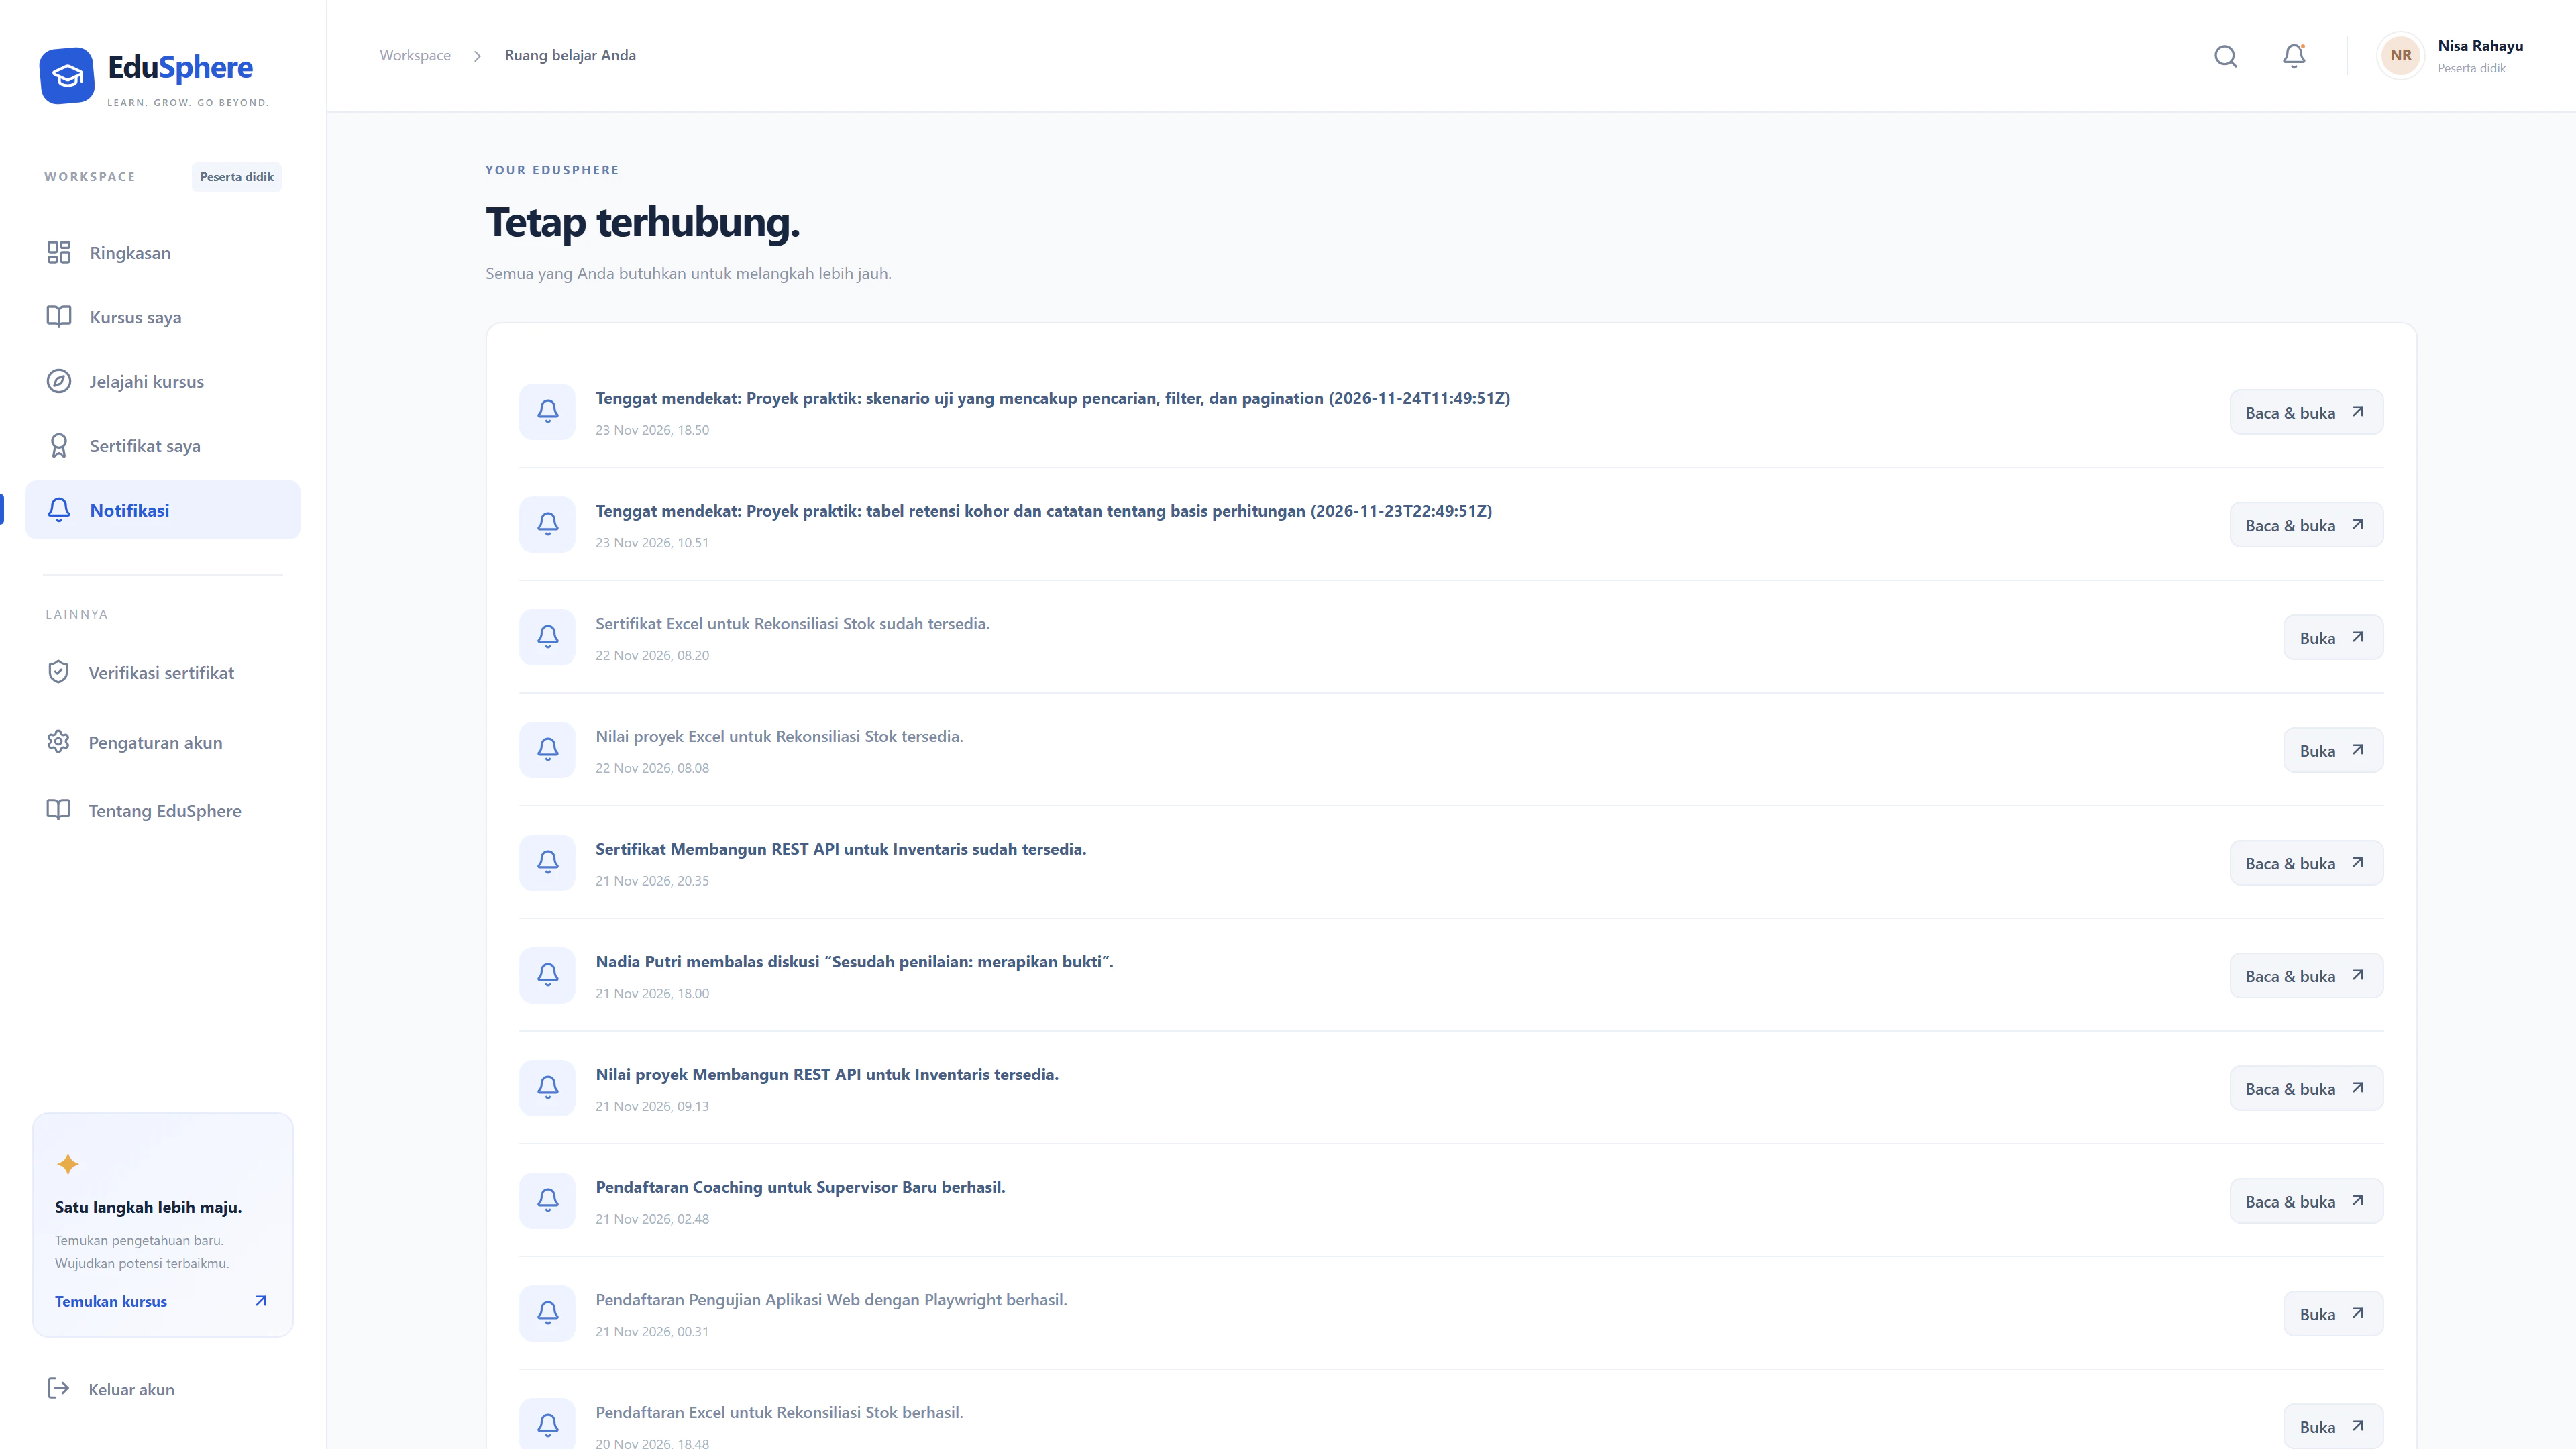 EduSphere
LEARN. GROW. GO BEYOND.
WORKSPACE
Peserta didik
Ringkasan
Kursus saya
Jelajahi kursus
Sertifikat saya
Notifikasi
LAINNYA
Verifikasi sertifikat
Pengaturan akun
Tentang EduSphere
Satu langkah lebih maju.
Temukan pengetahuan baru.
Wujudkan potensi terbaikmu.
Temukan kursus
Keluar akun
Workspace
Ruang belajar Anda
NR
Nisa Rahayu
Peserta didik
YOUR EDUSPHERE
Tetap terhubung.
Semua yang Anda butuhkan untuk melangkah lebih jauh.
Tenggat mendekat: Proyek praktik: skenario uji yang mencakup pencarian, filter, dan pagination (2026-11-24T11:49:51Z)
23 Nov 2026, 18.50
Baca & buka
Tenggat mendekat: Proyek praktik: tabel retensi kohor dan catatan tentang basis perhitungan (2026-11-23T22:49:51Z)
23 Nov 2026, 10.51
Baca & buka
Sertifikat Excel untuk Rekonsiliasi Stok sudah tersedia.
22 Nov 2026, 08.20
Buka
Nilai proyek Excel untuk Rekonsiliasi Stok tersedia.
22 Nov 2026, 08.08
Buka
Sertifikat Membangun REST API untuk Inventaris sudah tersedia.
21 Nov 2026, 20.35
Baca & buka
Nadia Putri membalas diskusi “Sesudah penilaian: merapikan bukti”.
21 Nov 2026, 18.00
Baca & buka
Nilai proyek Membangun REST API untuk Inventaris tersedia.
21 Nov 2026, 09.13
Baca & buka
Pendaftaran Coaching untuk Supervisor Baru berhasil.
21 Nov 2026, 02.48
Baca & buka
Pendaftaran Pengujian Aplikasi Web dengan Playwright berhasil.
21 Nov 2026, 00.31
Buka
Pendaftaran Excel untuk Rekonsiliasi Stok berhasil.
20 Nov 2026, 18.48
Buka